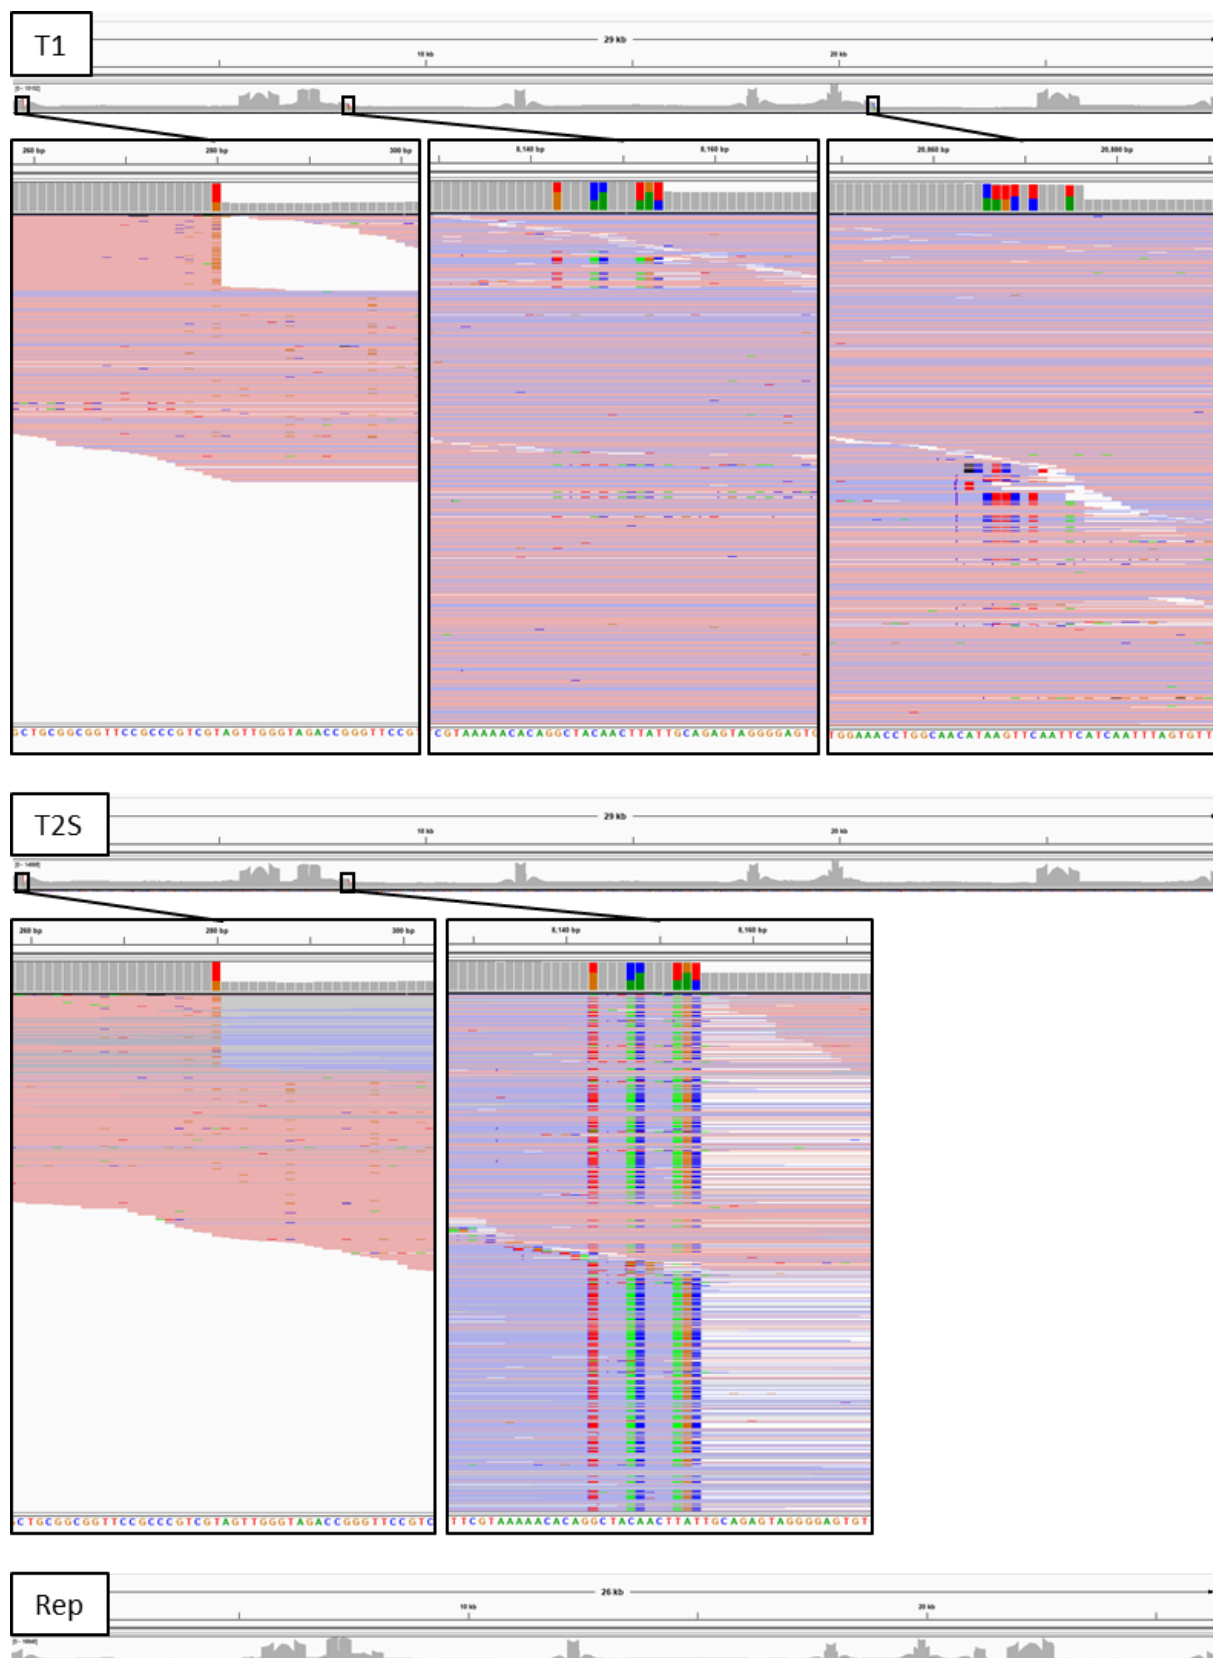 T1
29 kb
10 kb
20 kb
260 bp 280 bp 300 bp
8,140 bp 8,160 bp
20,860 bp 20,880 bp
GCTGCGGCGGTTCCGCCCGTCGTAGTTGGGTAGACCGGGTTCCG
CGTAAAAACACAGGCTACAACTTATTGCAGAGTAGGGGAGTG
TGGAAACCTGGCAACATAAGTTCAATTCATCAATTTAGTGTT
T2S
29 kb
10 kb
20 kb
260 bp 280 bp 300 bp
8,140 bp 8,160 bp
CTGCGGCGGTTCCGCCCGTCGTAGTTGGGTAGACCGGGTTCCGTC
TTCGTAAAAACACAGGCTACAACTTATTGCAGAGTAGGGGAGTGT
Rep
26 kb
10 kb
20 kb